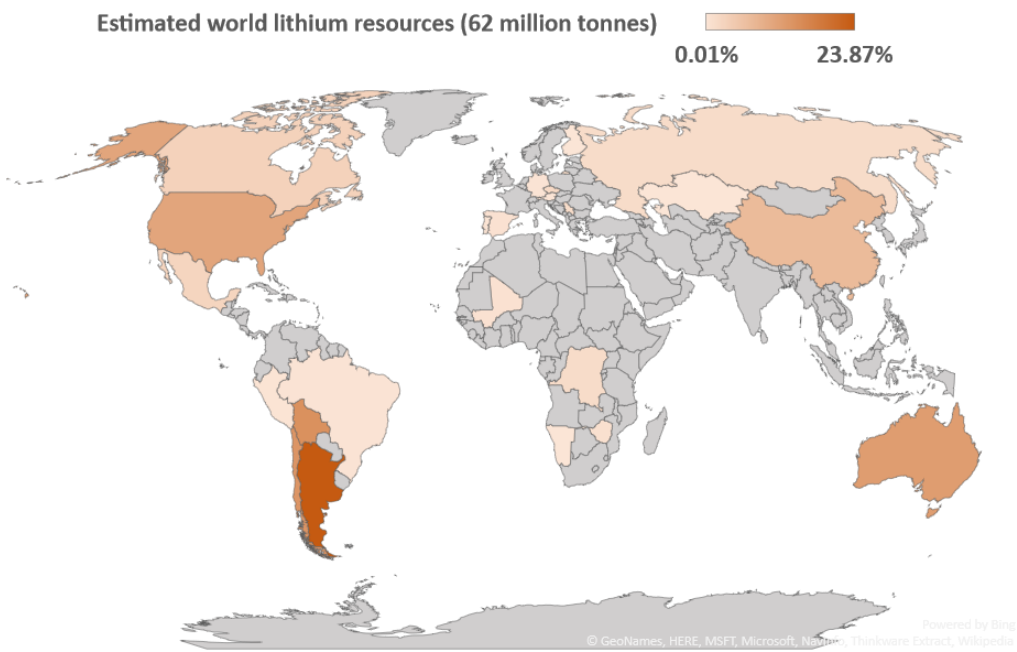 Estimated world lithium resources (62 million tonnes)
0.01% 23.87%
Powered by Bing
© GeoNames, HERE, MSFT, Microsoft, NavInfo, Thinkware Extract, Wikipedia